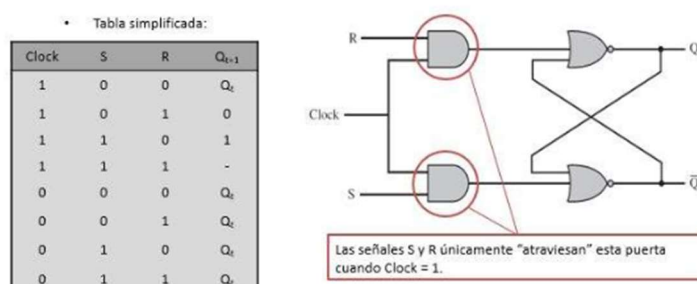 • Tabla simplificada:
Clock S R Qt+1
1 0 0 Qt
1 0 1 0
1 1 0 1
1 1 1 -
0 0 0 Qt
0 0 1 Qt
0 1 0 Qt
0 1 1 Qt
R
Q
Clock
S
Q̅
Las señales S y R únicamente "atraviesan" esta puerta
cuando Clock = 1.